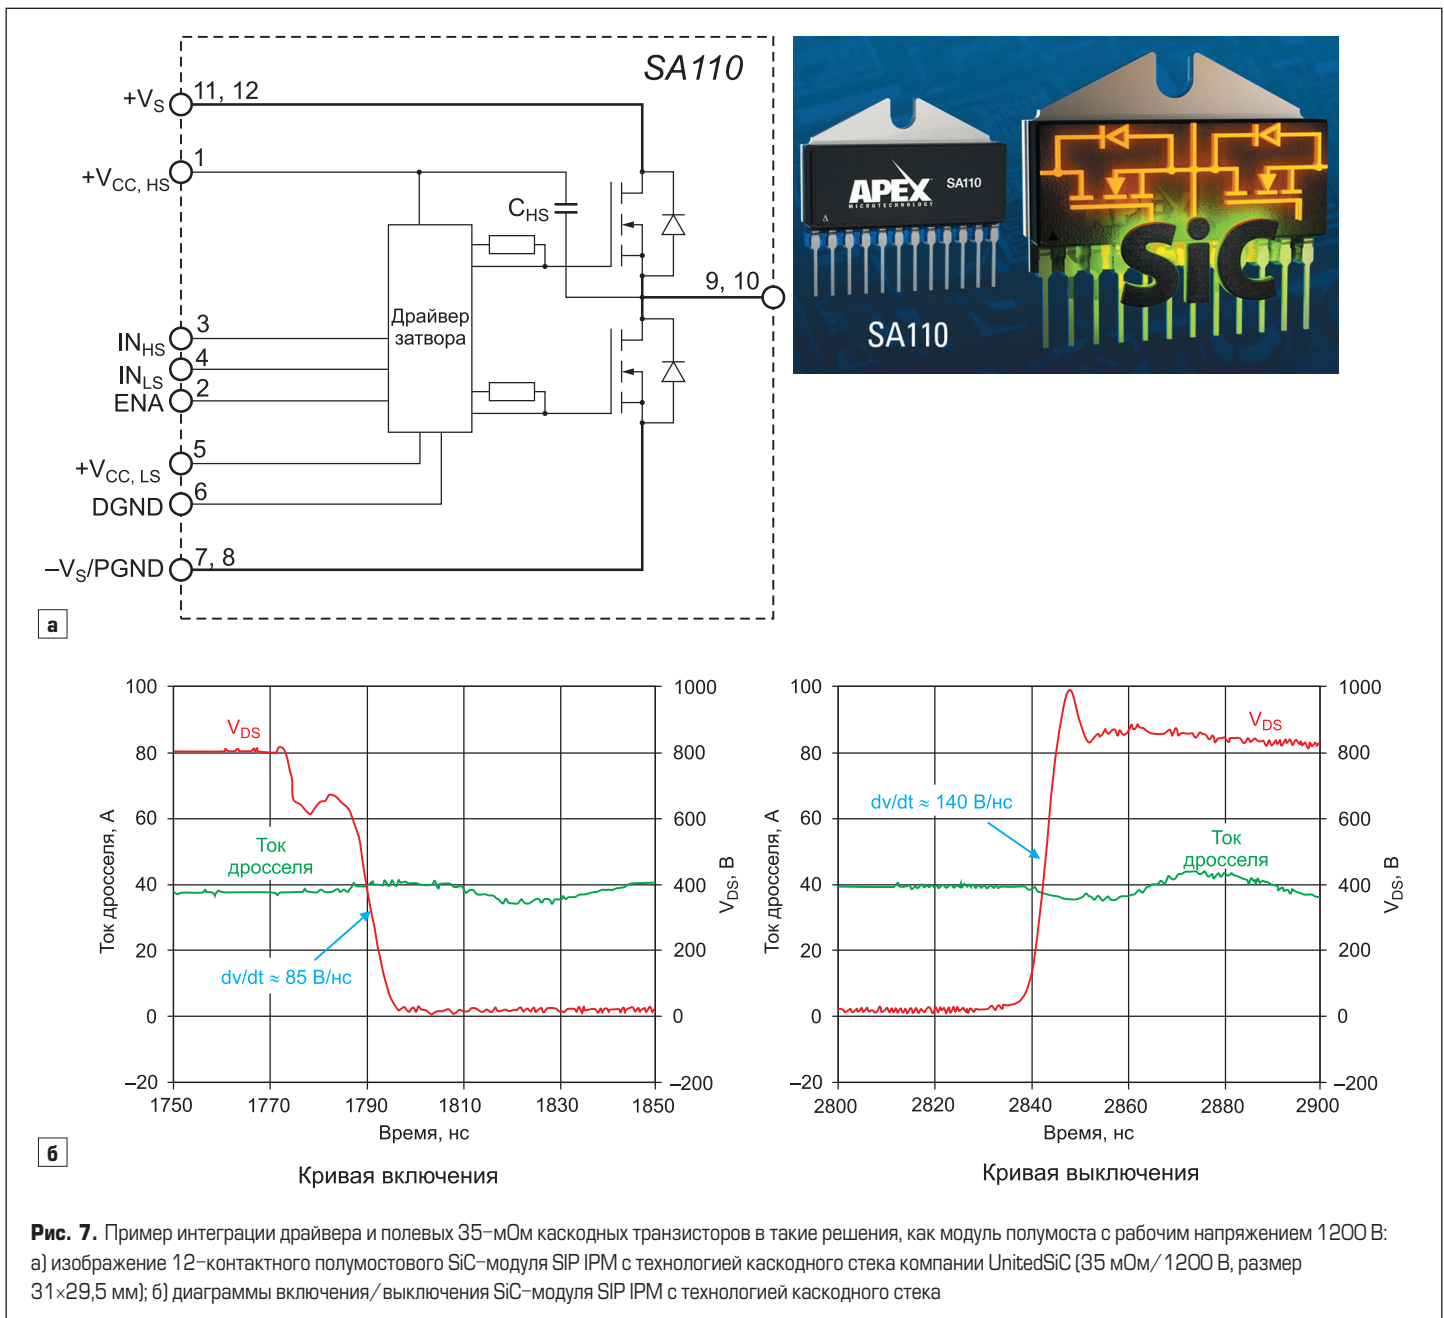 SA110
+VS
11, 12
1
+VCC, HS
CHS
9, 10
Драйвер
затвора
3
INHS
4
INLS
2
ENA
5
+VCC, LS
6
DGND
7, 8
–VS/PGND
а
APEX
MICROTECHNOLOGY
SA110
SA110
SiC
100
80
60
40
20
0
–20
Ток дросселя, А
VDS
Ток
дросселя
dv/dt ≈ 85 В/нс
1000
800
600
400
200
0
–200
VDS, В
1750
1770
1790
1810
1830
1850
Время, нс
Кривая включения
100
80
60
40
20
0
–20
Ток дросселя, А
VDS
dv/dt ≈ 140 В/нс
Ток
дросселя
1000
800
600
400
200
0
–200
VDS, В
2800
2820
2840
2860
2880
2900
Время, нс
Кривая выключения
б
Рис. 7. Пример интеграции драйвера и полевых 35–мОм каскодных транзисторов в такие решения, как модуль полумоста с рабочим напряжением 1200 В:
а) изображение 12–контактного полумостового SiC–модуля SIP IPM с технологией каскодного стека компании UnitedSiC (35 мОм/1200 В, размер
31×29,5 мм); б) диаграммы включения/выключения SiC–модуля SIP IPM с технологией каскодного стека